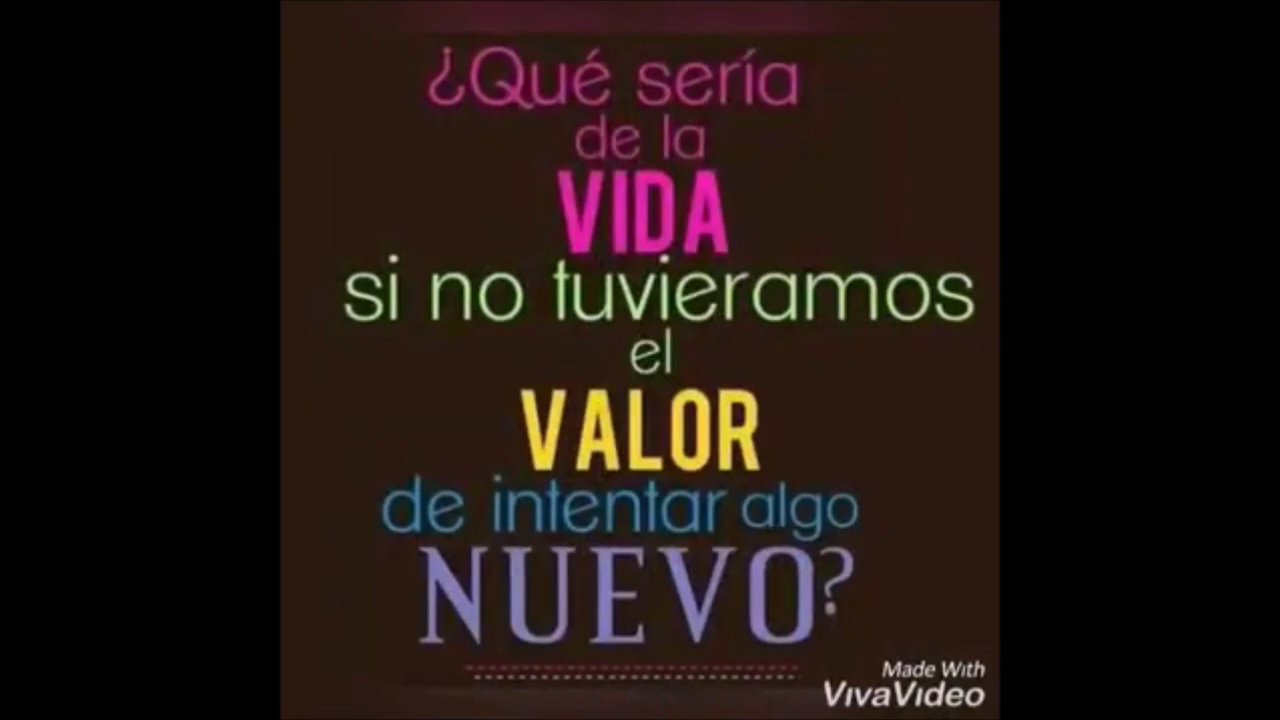 ¿Qué sería
de la
VIDA
si no tuvieramos
el
VALOR
de intentar algo
NUEVO?
Made With
VivaVideo